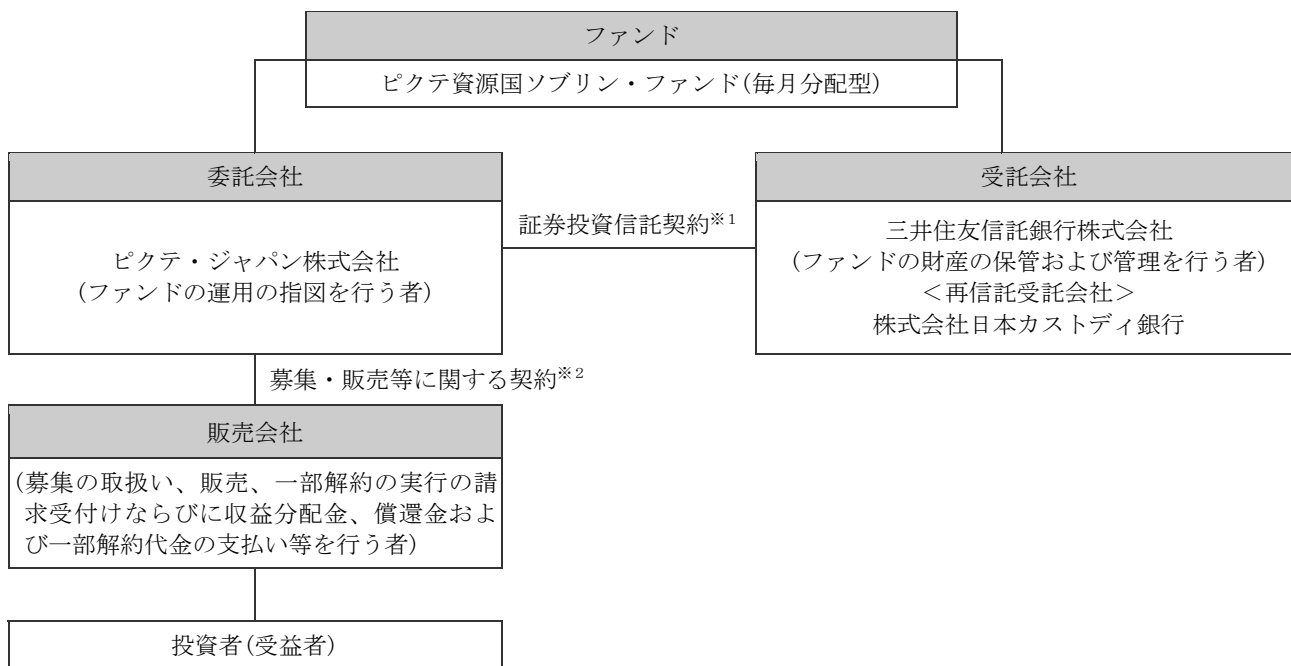 ファンド
ピクテ資源国ソブリン・ファンド(毎月分配型)
委託会社
ピクテ・ジャパン株式会社
(ファンドの運用の指図を行う者)
証券投資信託契約※1
受託会社
三井住友信託銀行株式会社
(ファンドの財産の保管および管理を行う者)
<再信託受託会社>
株式会社日本カストディ銀行
募集・販売等に関する契約※2
販売会社
(募集の取扱い、販売、一部解約の実行の請
求受付けならびに収益分配金、償還金およ
び一部解約代金の支払い等を行う者)
投資者(受益者)